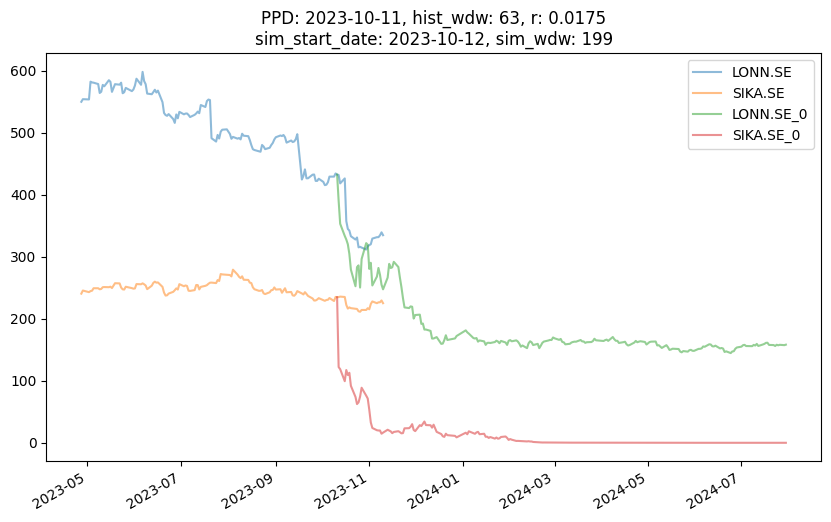 PPD: 2023-10-11, hist_wdw: 63, r: 0.0175
sim_start_date: 2023-10-12, sim_wdw: 199
LONN.SE
SIKA.SE
LONN.SE_0
SIKA.SE_0
600
500
400
300
200
100
0
2023-05
2023-07
2023-09
2023-11
2024-01
2024-03
2024-05
2024-07